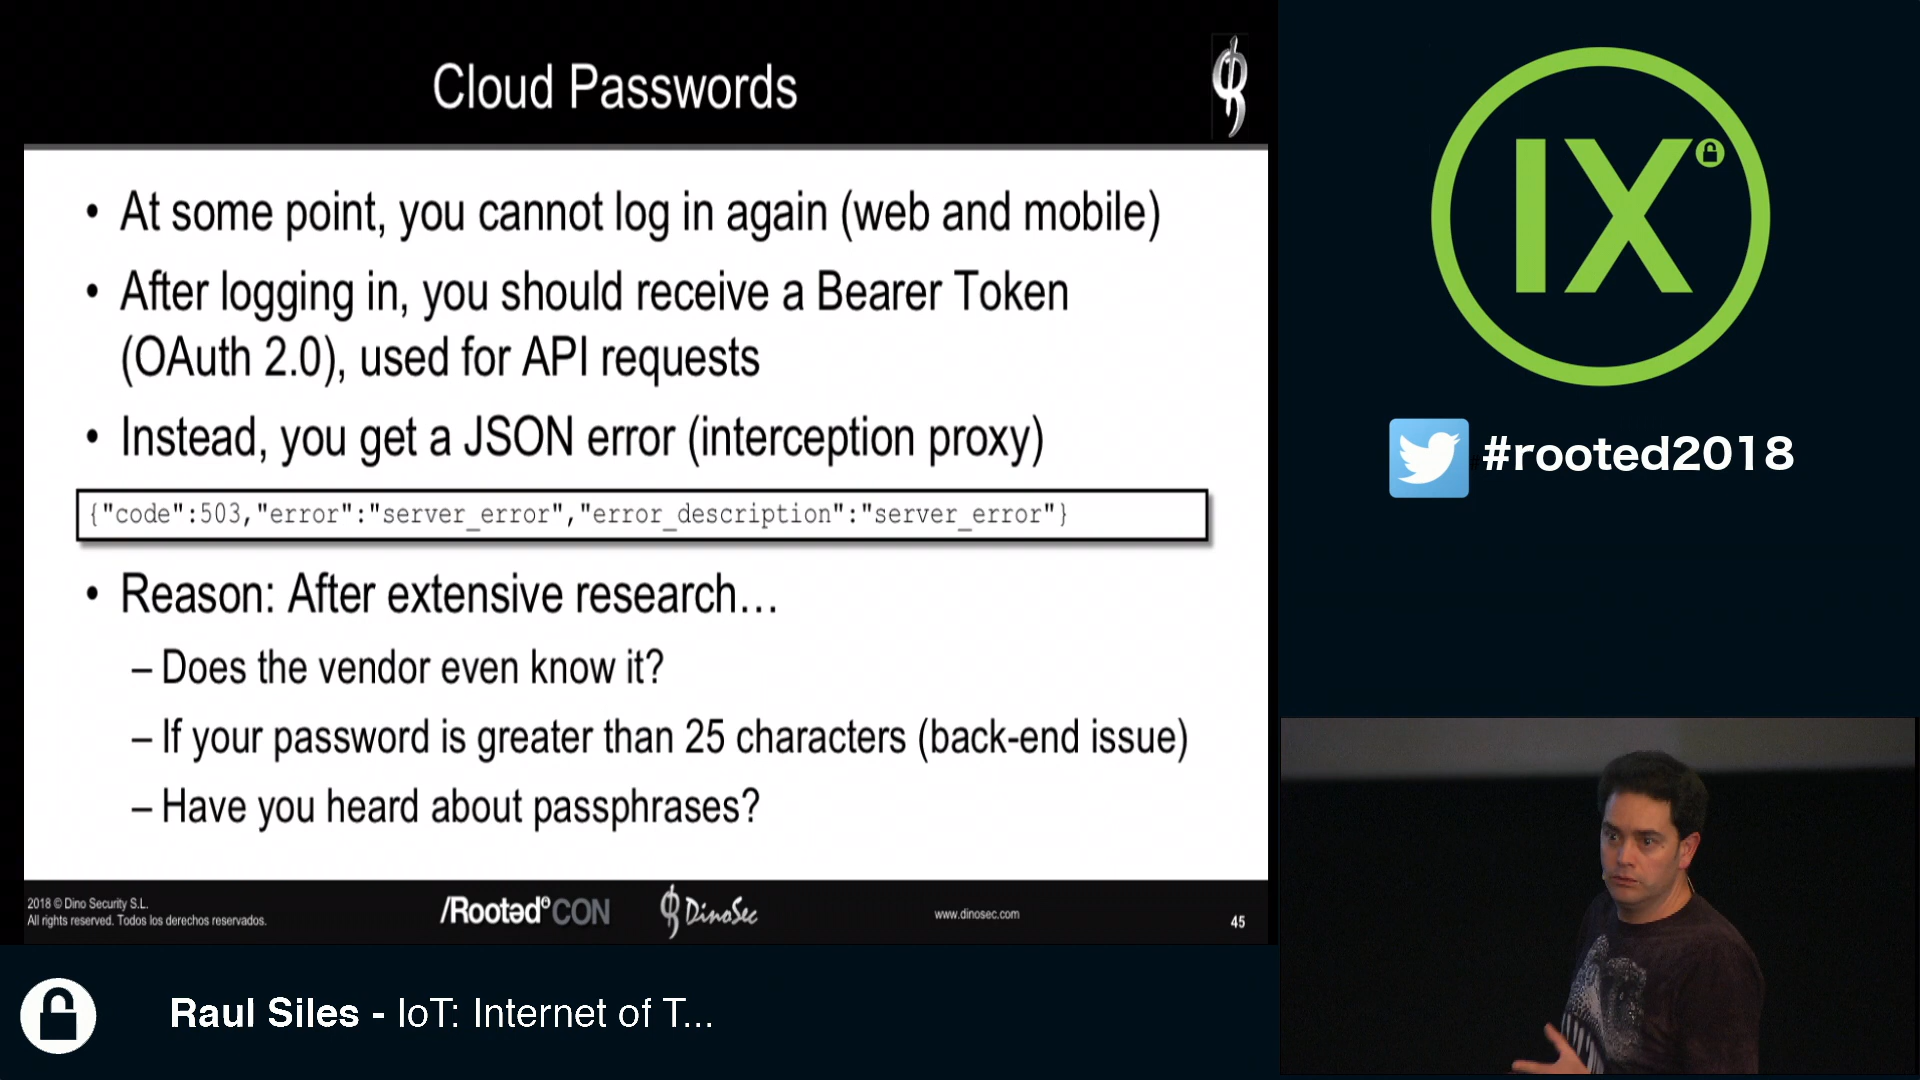 Cloud Passwords
• At some point, you cannot log in again (web and mobile)
• After logging in, you should receive a Bearer Token
(OAuth 2.0), used for API requests
• Instead, you get a JSON error (interception proxy)
{"code":503,"error":"server_error","error_description":"server_error"}
• Reason: After extensive research…
– Does the vendor even know it?
– If your password is greater than 25 characters (back-end issue)
– Have you heard about passphrases?
2018 © Dino Security S.L.
All rights reserved. Todos los derechos reservados.
/Rootəd CON
DinoSec
www.dinosec.com
45
IX
#rooted2018
Raul Siles - IoT: Internet of T...